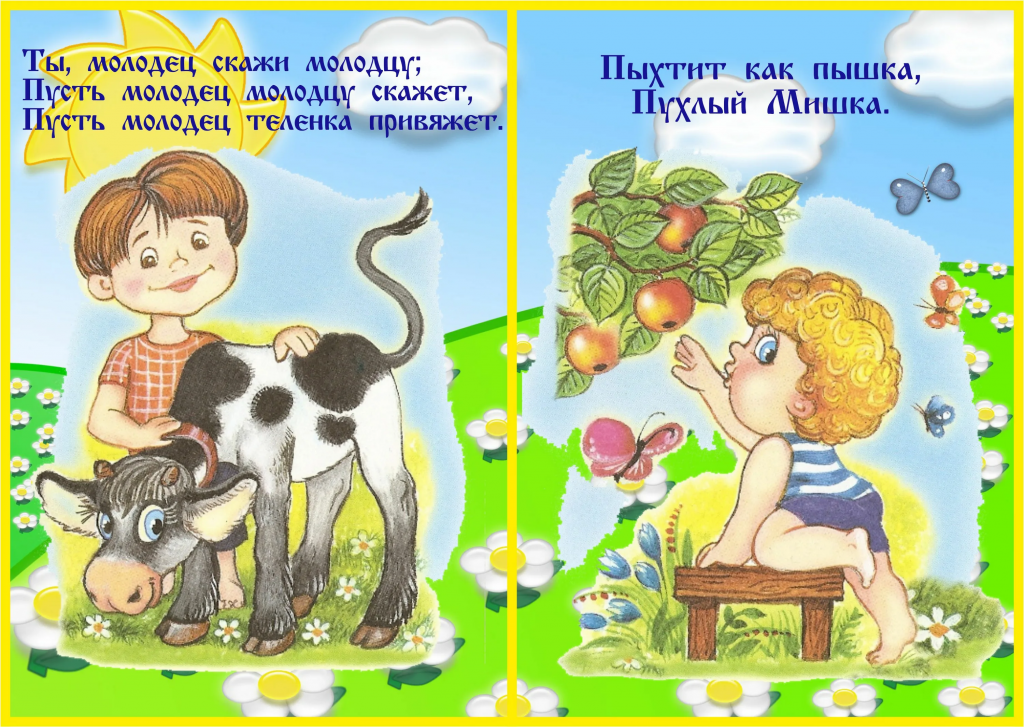 Ты, молодец скажи молодцу;
Пусть молодец молодцу скажет,
Пусть молодец теленка привяжет.
Пыхтит как пышка,
Пухлый Мишка.